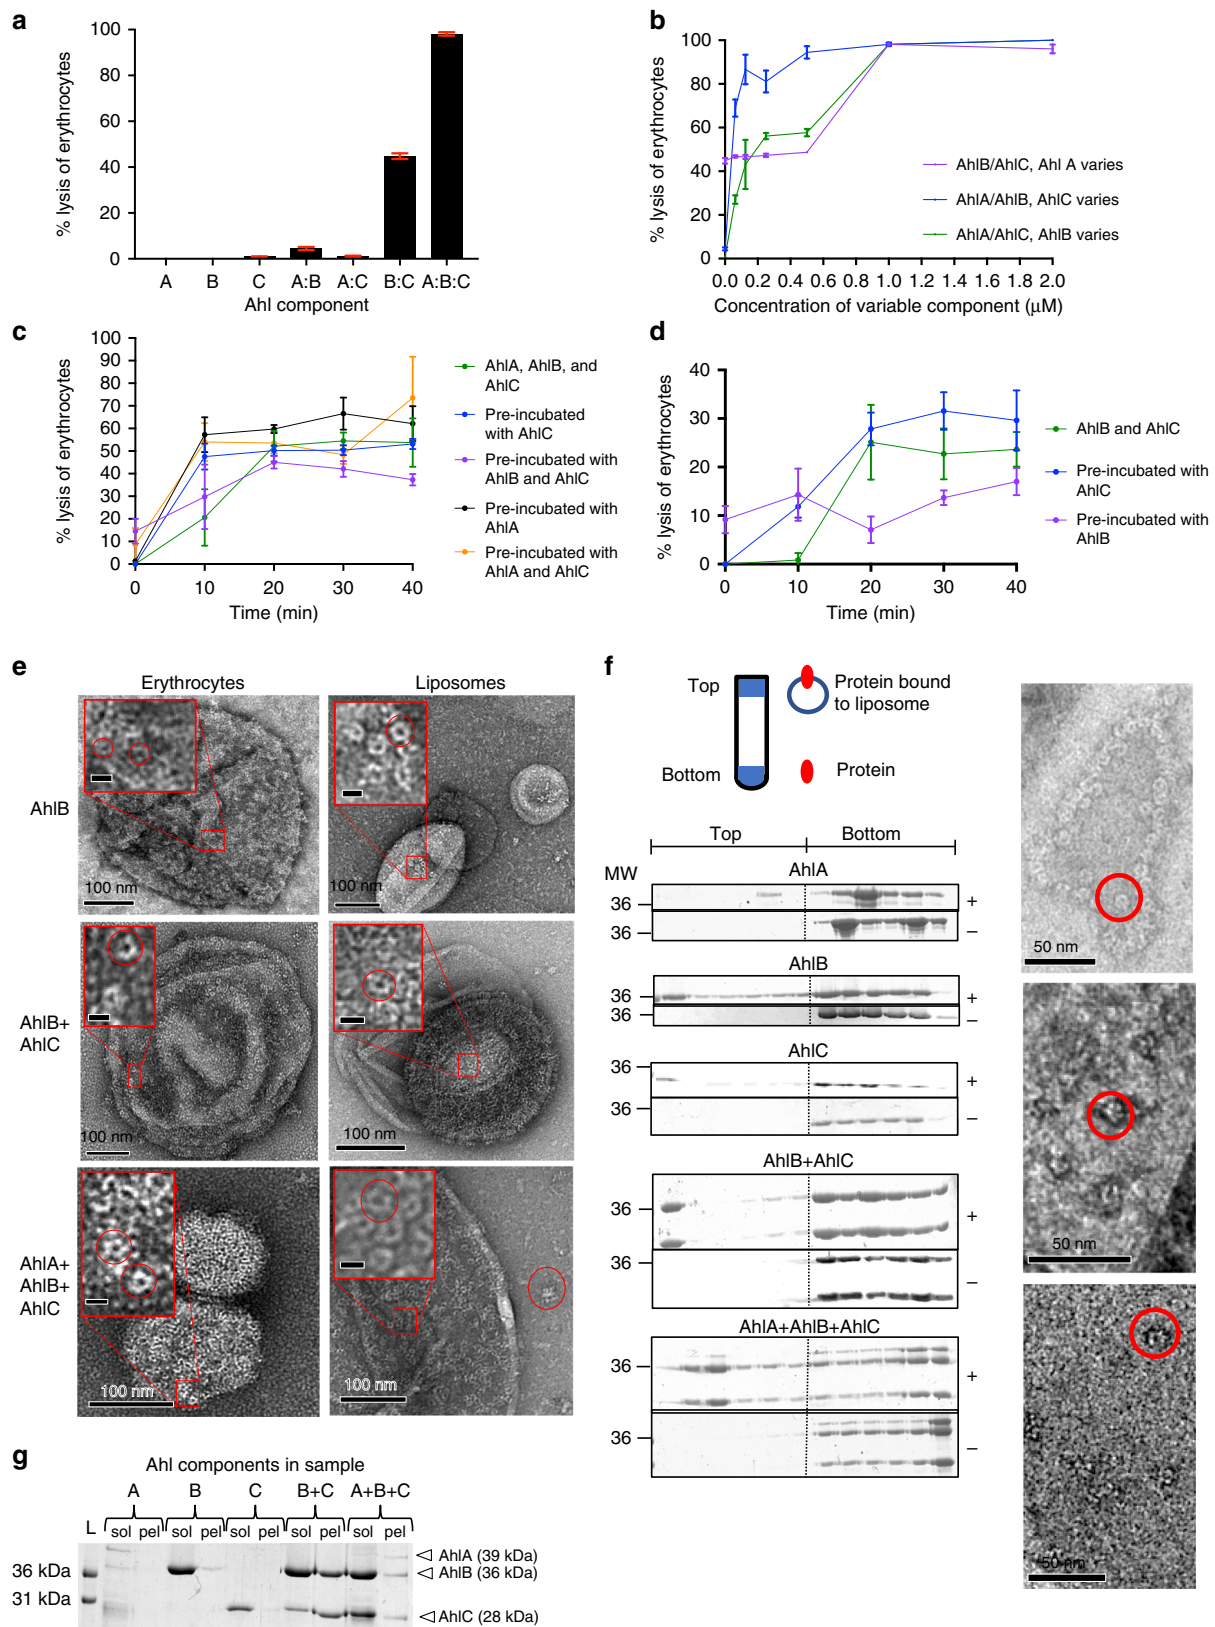 a
% lysis of erythrocytes
100
80
60
40
20
0
A B C A:B A:C B:C A:B:C
Ahl component
b
% lysis of erythrocytes
100
80
60
40
20
0
AhlB/AhlC, Ahl A varies
AhlA/AhlB, AhlC varies
AhlA/AhlC, AhlB varies
0.0 0.2 0.4 0.6 0.8 1.0 1.2 1.4 1.6 1.8 2.0
Concentration of variable component (µM)
c
% lysis of erythrocytes
100
90
80
70
60
50
40
30
20
10
0
0 10 20 30 40
Time (min)
AhlA, AhlB, and
AhlC
Pre-incubated
with AhlC
Pre-incubated with
AhlB and AhlC
Pre-incubated with
AhlA
Pre-incubated with
AhlA and AhlC
d
% lysis of erythrocytes
40
30
20
10
0
0 10 20 30 40
Time (min)
AhlB and AhlC
Pre-incubated with
AhlC
Pre-incubated with
AhlB
e
Erythrocytes Liposomes
AhlB
100 nm 100 nm
AhlB+
AhlC
100 nm 100 nm
AhlA+
AhlB+
AhlC
100 nm 100 nm
f
Top
Bottom
Protein bound
to liposome
Protein
Top Bottom
MW
AhlA
36 +
36 –
AhlB
36 +
36 –
AhlC
36 +
36 –
AhlB+AhlC
36 +
36 –
AhlA+AhlB+AhlC
36 +
36 –
50 nm
50 nm
50 nm
g
Ahl components in sample
A B C B+C A+B+C
L sol pel sol pel sol pel sol pel sol pel
36 kDa
31 kDa
AhlA (39 kDa)
AhlB (36 kDa)
AhlC (28 kDa)